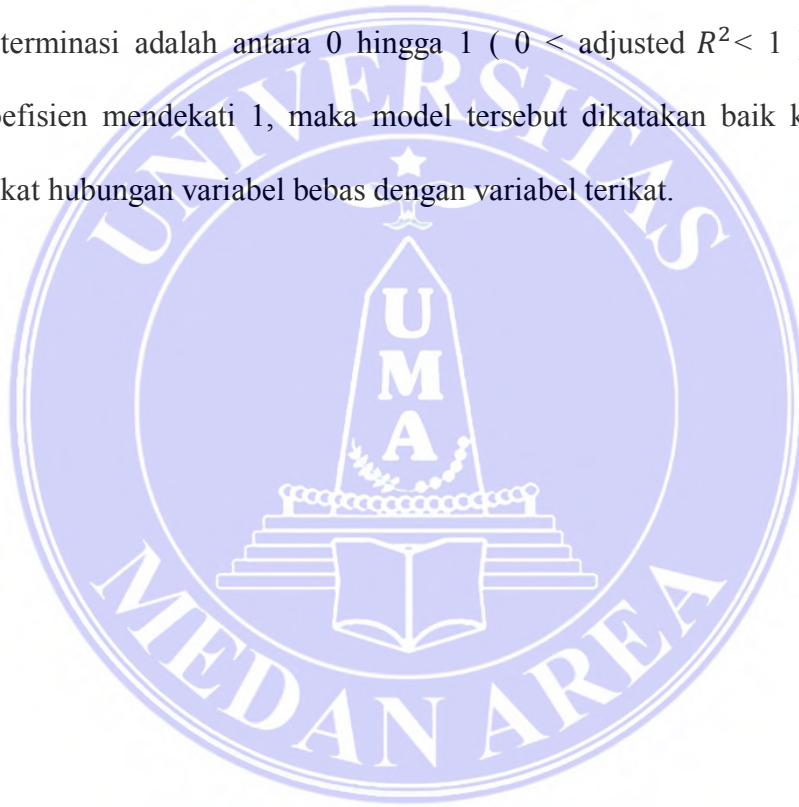 terminasi adalah antara 0 hingga 1 ( 0 < adjusted 𝑅²< 1 )
oefisien mendekati 1, maka model tersebut dikatakan baik k
kat hubungan variabel bebas dengan variabel terikat.
UNIVERSITAS
U
M
A
MEDAN AREA